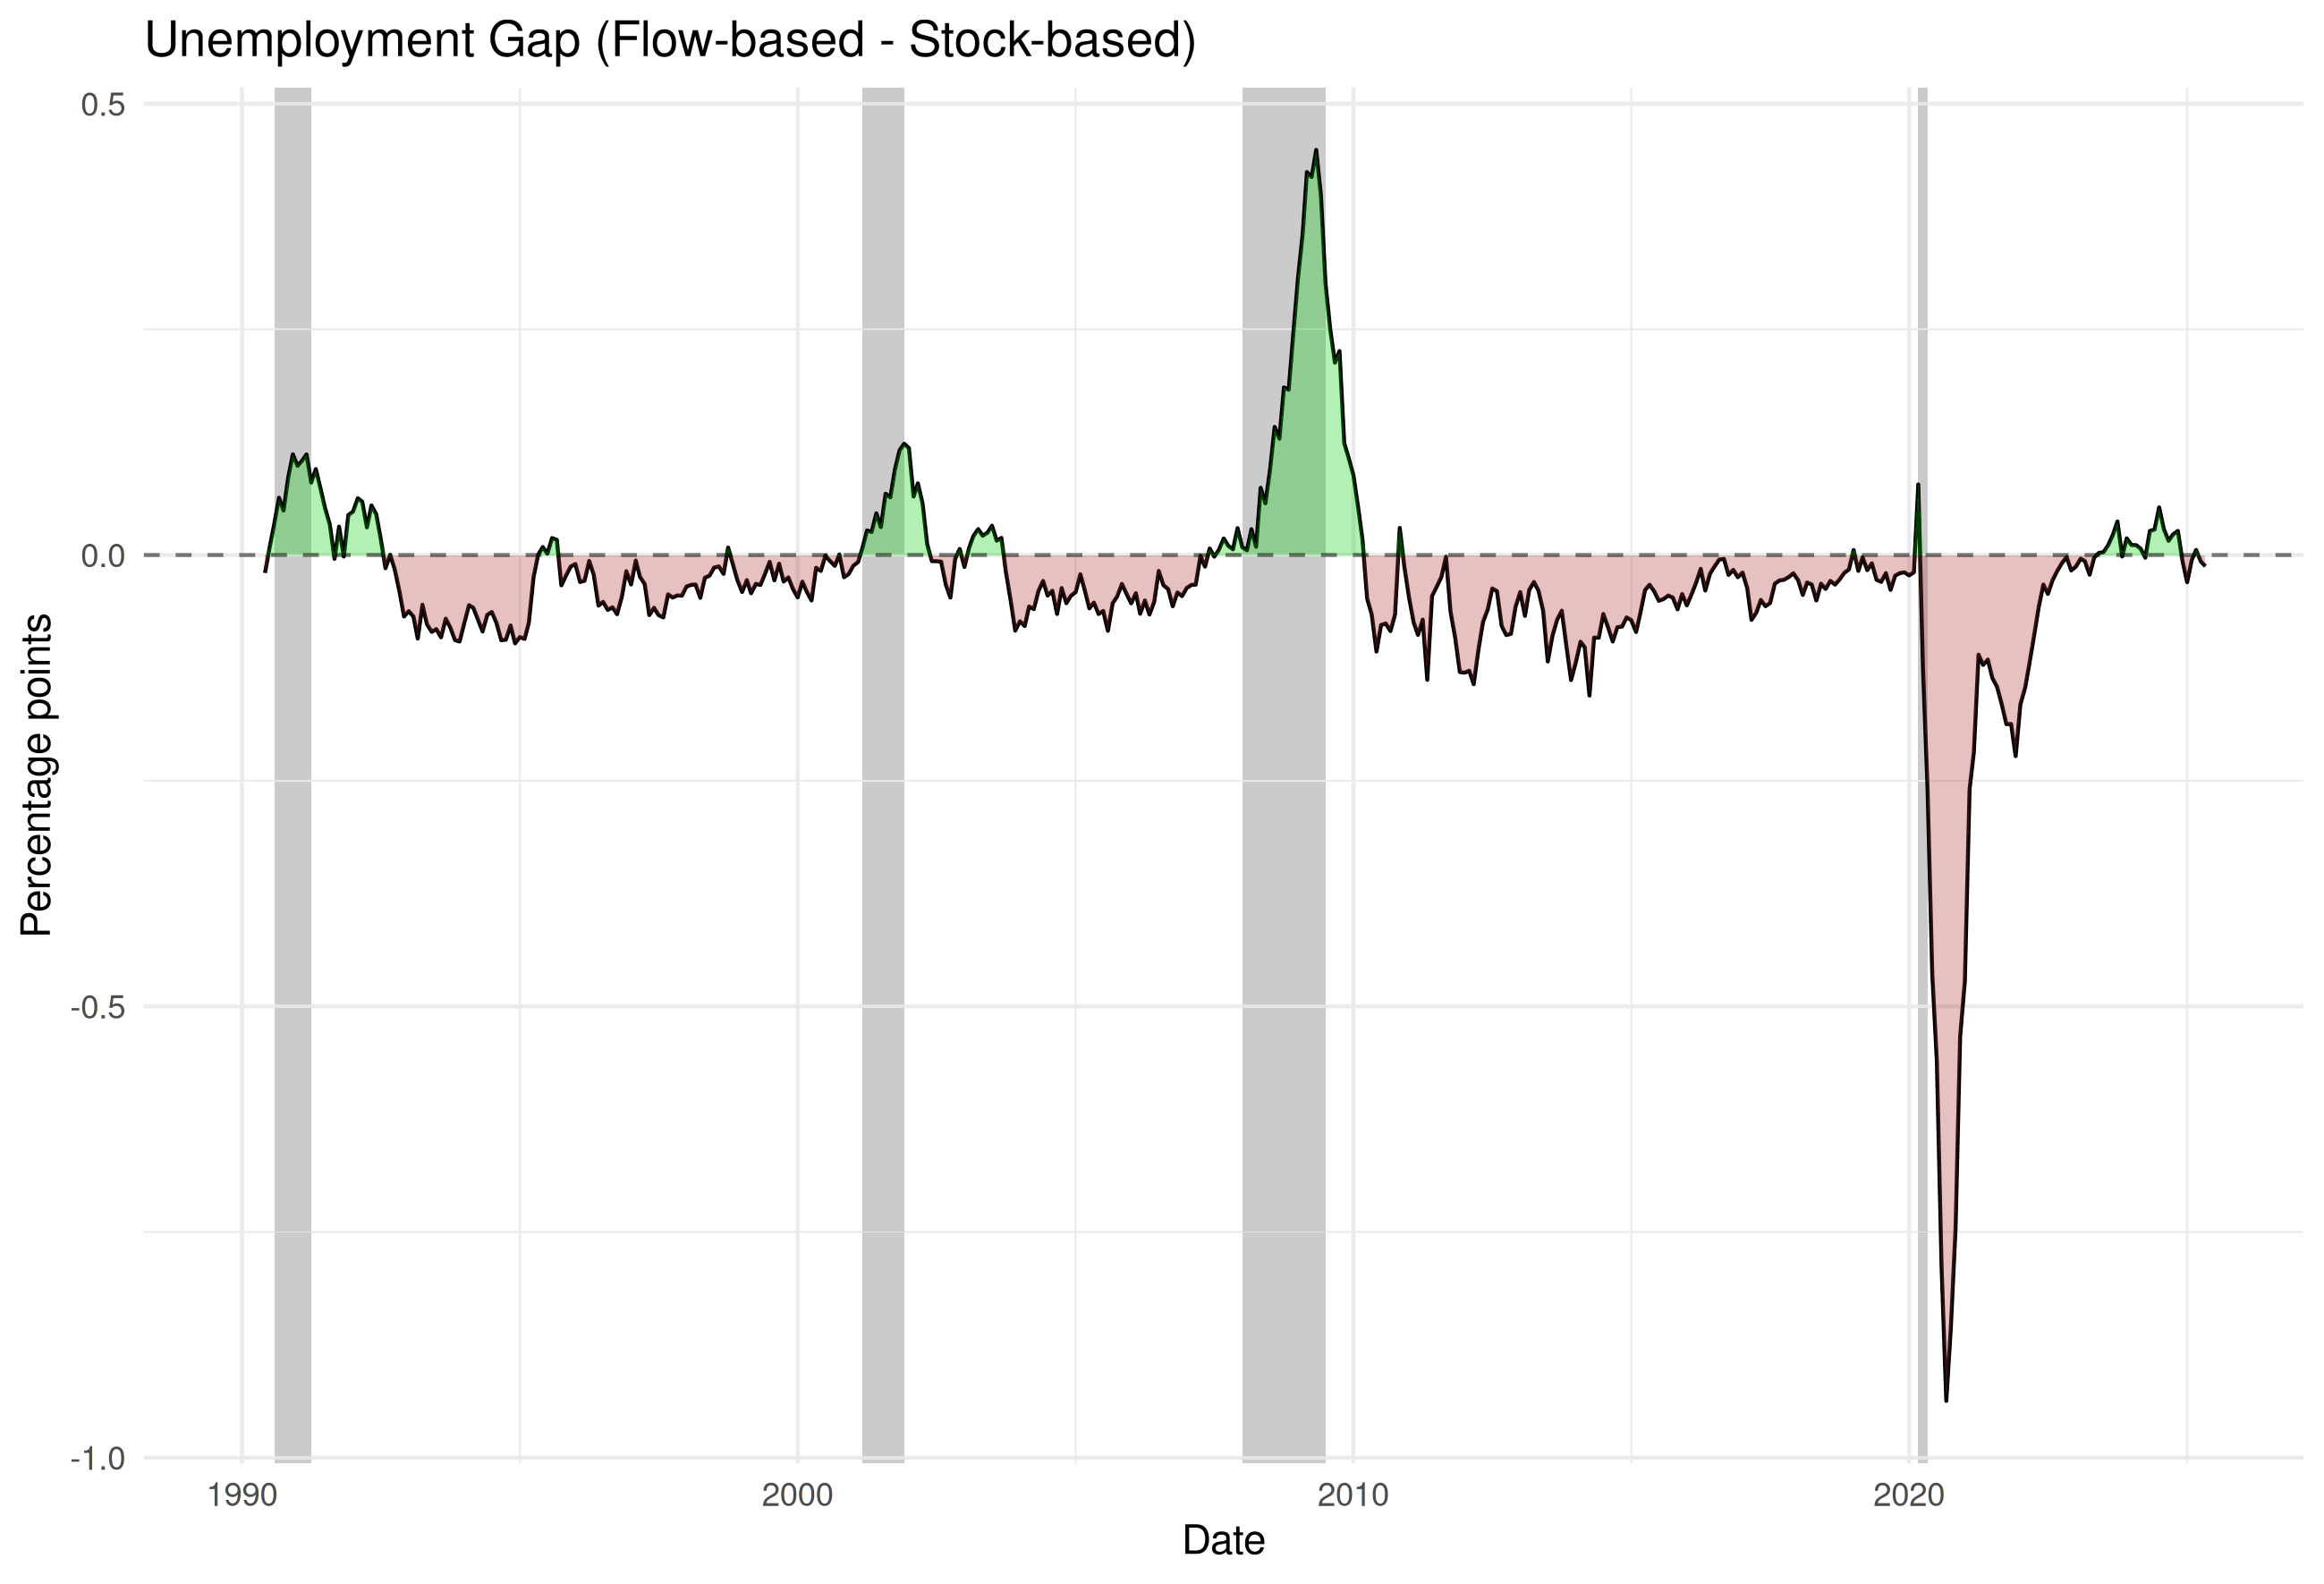 Unemployment Gap (Flow-based - Stock-based)
Percentage points
0.5
0.0
-0.5
-1.0
1990
2000
2010
2020
Date